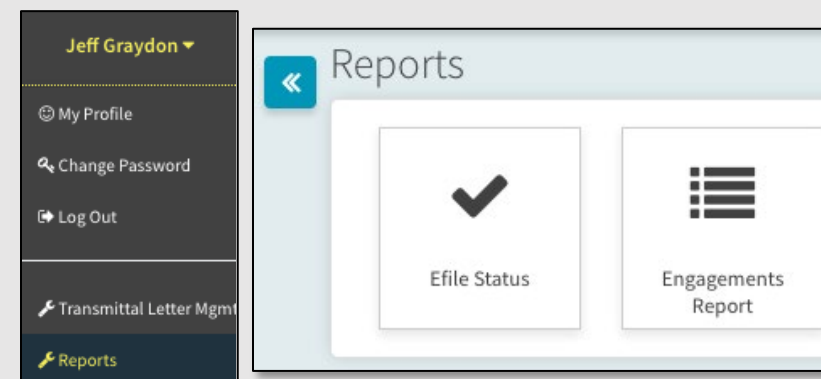 Jeff Graydon
My Profile
Change Password
Log Out
Transmittal Letter Mgmt
Reports
Reports
Efile Status
Engagements
Report